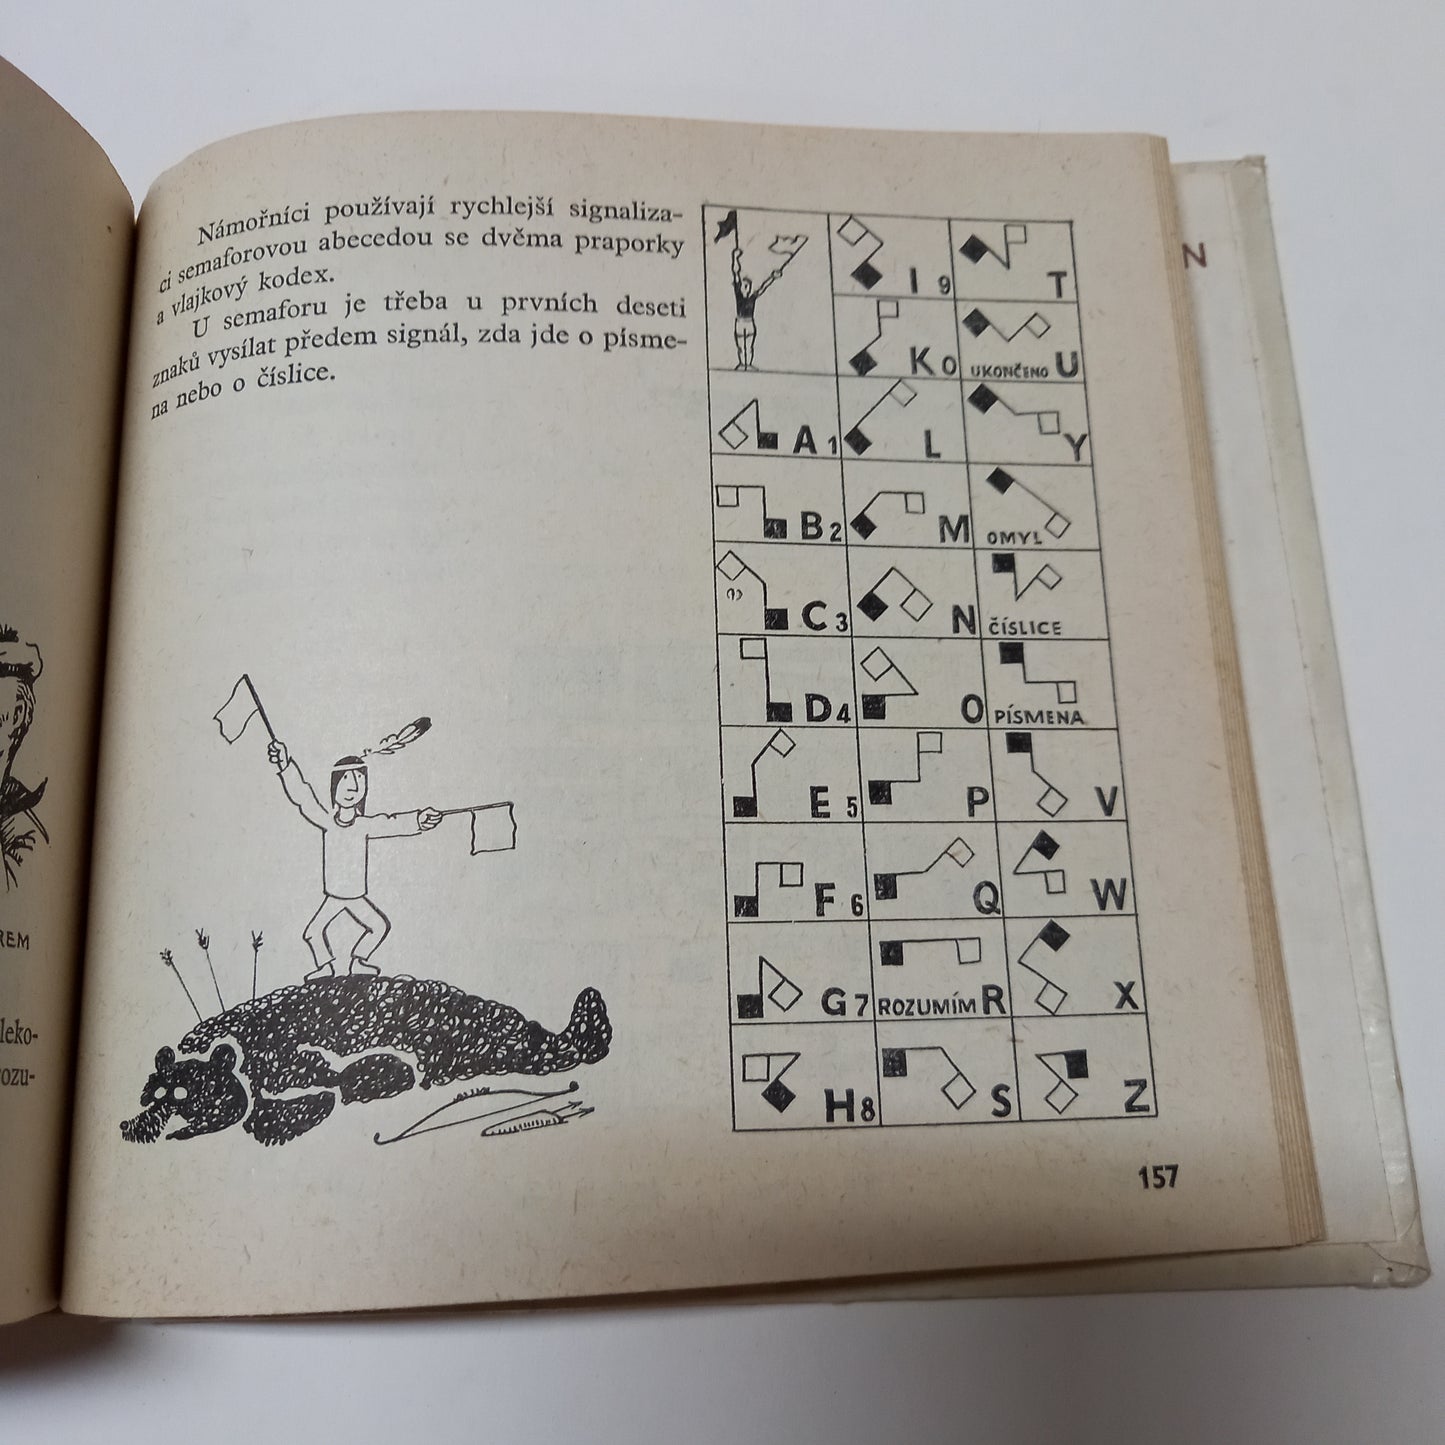 Námořníci používají rychlejší signaliza-
ci semaforovou abecedou se dvěma praporky
a vlajkový kodex.
U semaforu je třeba u prvních deseti
znaků vysílat předem signál, zda jde o písme-
na nebo o číslice.
I 9
T
K 0
UKONČENO U
A 1
L
Y
B 2
M
OMYL
C 3
N
ČÍSLICE
D 4
O
PÍSMENA
E 5
P
V
F 6
Q
W
G 7
ROZUMÍM R
X
H 8
S
Z
157
REM
leko-
rozu-
N